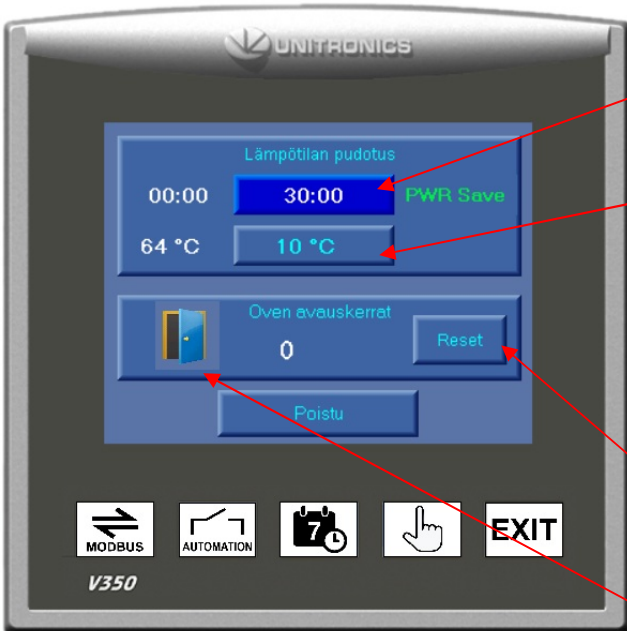 UNITRONICS
Lämpötilan pudotus
00:00 30:00 PWR Save
64 °C 10 °C
Oven avauskerrat
0 Reset
Poistu
MODBUS AUTOMATION 7 EXIT
V350